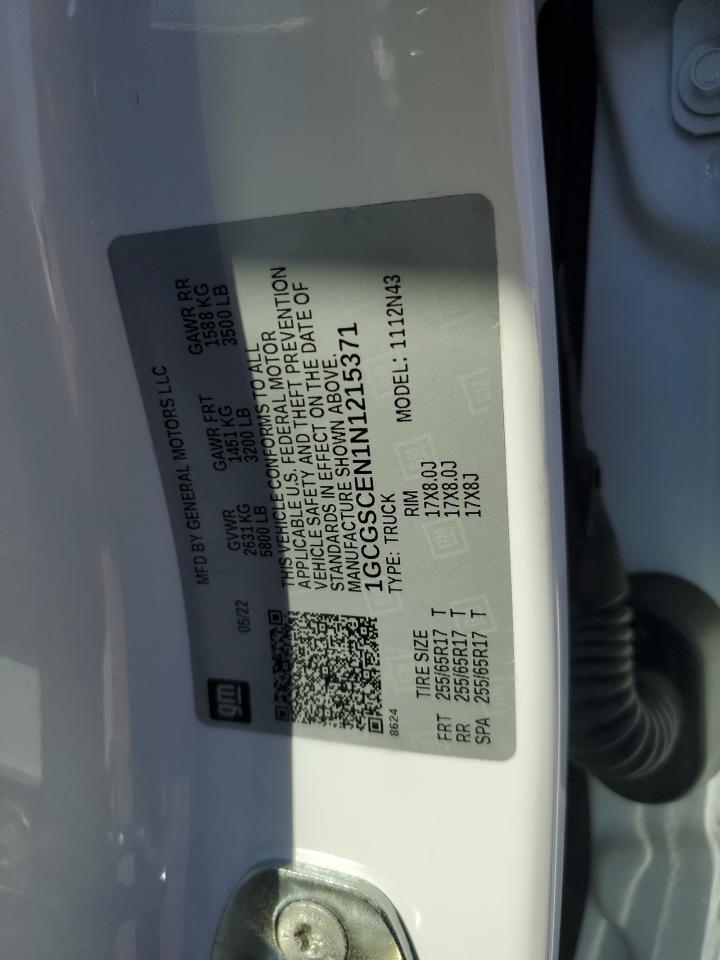 gm
MFD BY GENERAL MOTORS LLC
05/22
GVWR GAWR FRT GAWR RR
2631 KG 1451 KG 1588 KG
5800 LB 3200 LB 3500 LB
THIS VEHICLE CONFORMS TO ALL
APPLICABLE U.S. FEDERAL MOTOR
VEHICLE SAFETY AND THEFT PREVENTION
STANDARDS IN EFFECT ON THE DATE OF
MANUFACTURE SHOWN ABOVE.
1GCGSCEN1N1215371
8624 TYPE: TRUCK MODEL: 1112N43
TIRE SIZE RIM
FRT 255/65R17 T 17X8.0J
RR 255/65R17 T 17X8.0J
SPA 255/65R17 T 17X8J